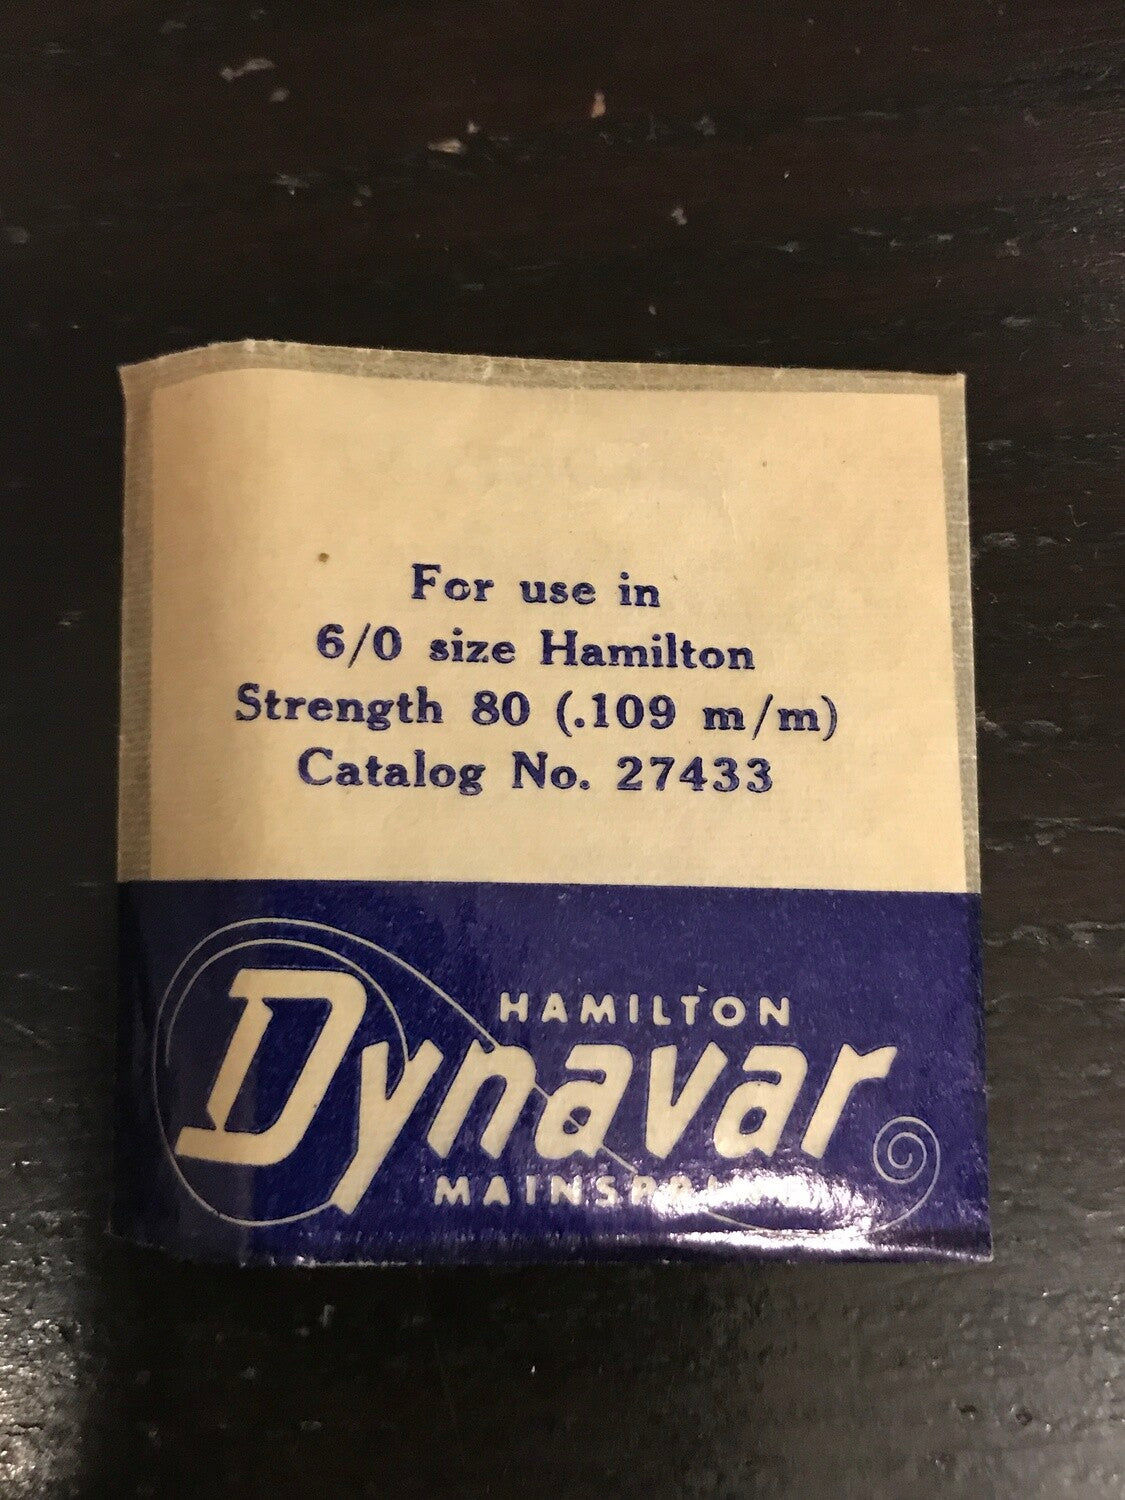 For use in
6/0 size Hamilton
Strength 80 (.109 m/m)
Catalog No. 27433
HAMILTON
Dynavar